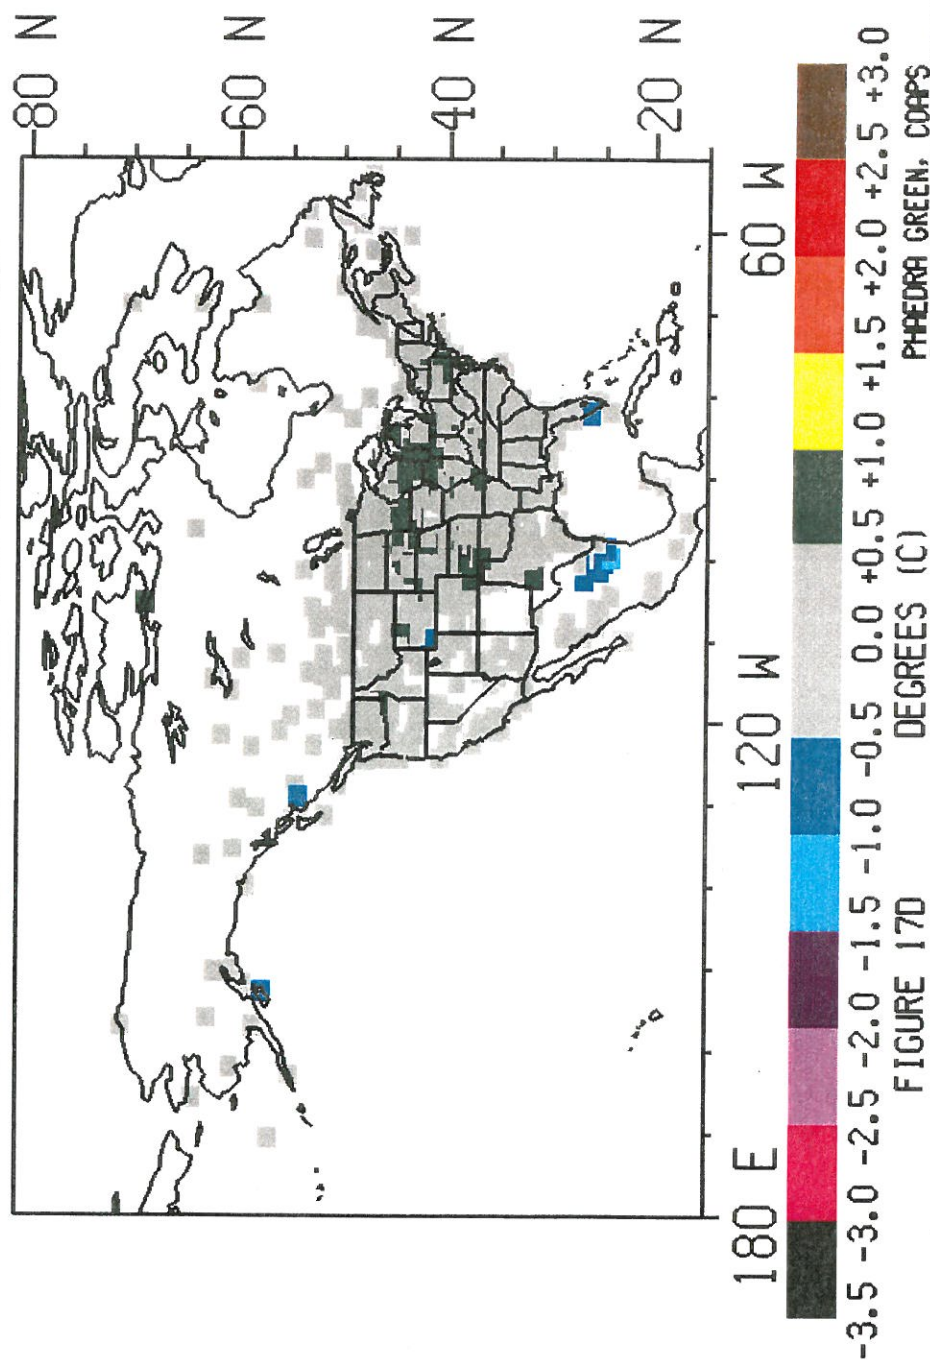 80 N
60 N
40 N
20 N
180 E
120 W
60 W
-3.5 -3.0 -2.5 -2.0 -1.5 -1.0 -0.5 0.0 +0.5 +1.0 +1.5 +2.0 +2.5 +3.0
FIGURE 17D
DEGREES (C)
PHAEDRA GREEN, COAPS